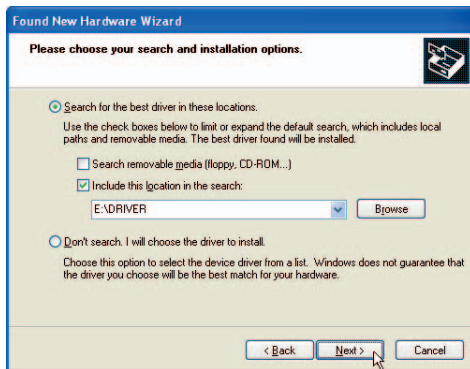 Found New Hardware Wizard
Please choose your search and installation options.
Search for the best driver in these locations.
Use the check boxes below to limit or expand the default search, which includes local
paths and removable media. The best driver found will be installed.
Search removable media (floppy, CD-ROM...)
Include this location in the search:
E:\DRIVER
Browse
Don't search. I will choose the driver to install.
Choose this option to select the device driver from a list. Windows does not guarantee that
the driver you choose will be the best match for your hardware.
< Back
Next >
Cancel